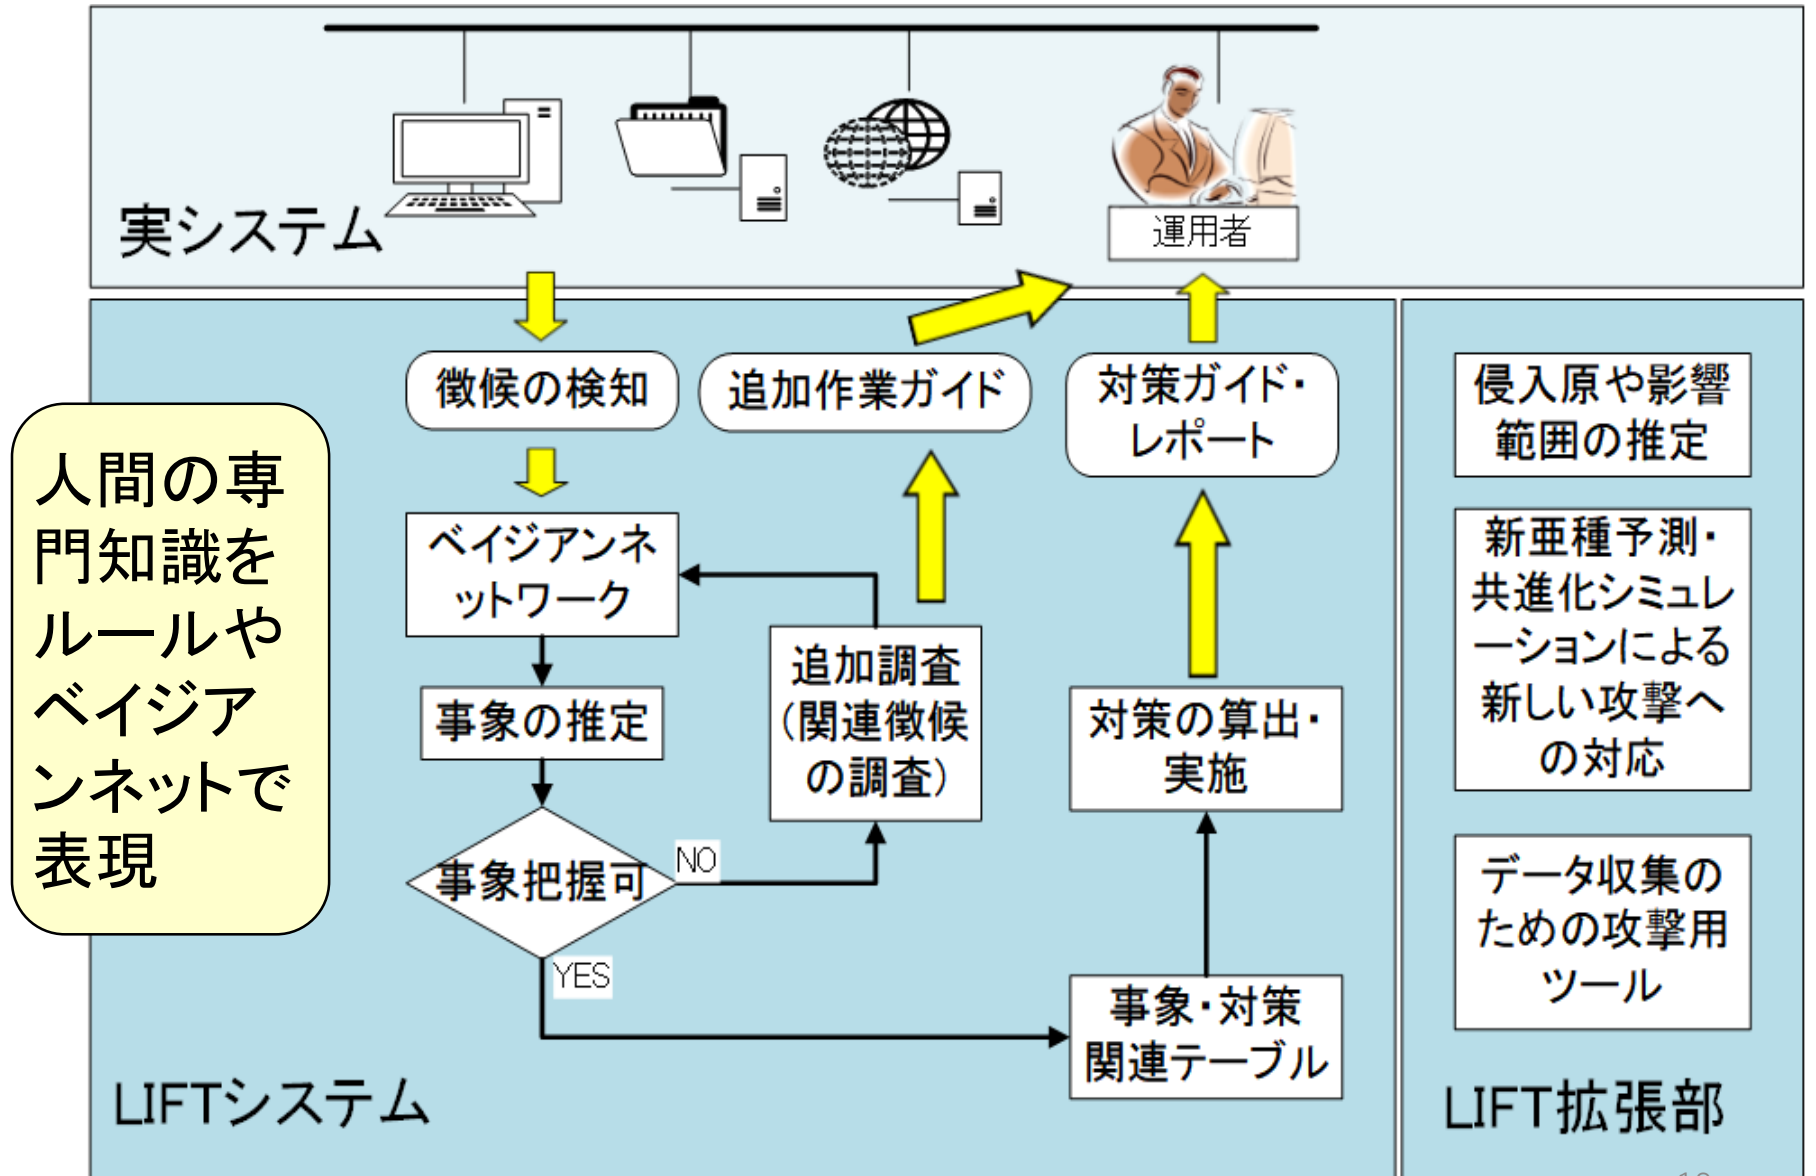 実システム
運用者
徴候の検知
追加作業ガイド
対策ガイド・
レポート
人間の専
門知識を
ルールや
ベイジア
ンネットで
表現
ベイジアンネ
ットワーク
事象の推定
事象把握可
NO
YES
追加調査
(関連徴候
の調査)
対策の算出・
実施
事象・対策
関連テーブル
LIFTシステム
侵入原や影響
範囲の推定
新亜種予測・
共進化シミュレ
ーションによる
新しい攻撃へ
の対応
データ収集の
ための攻撃用
ツール
LIFT拡張部